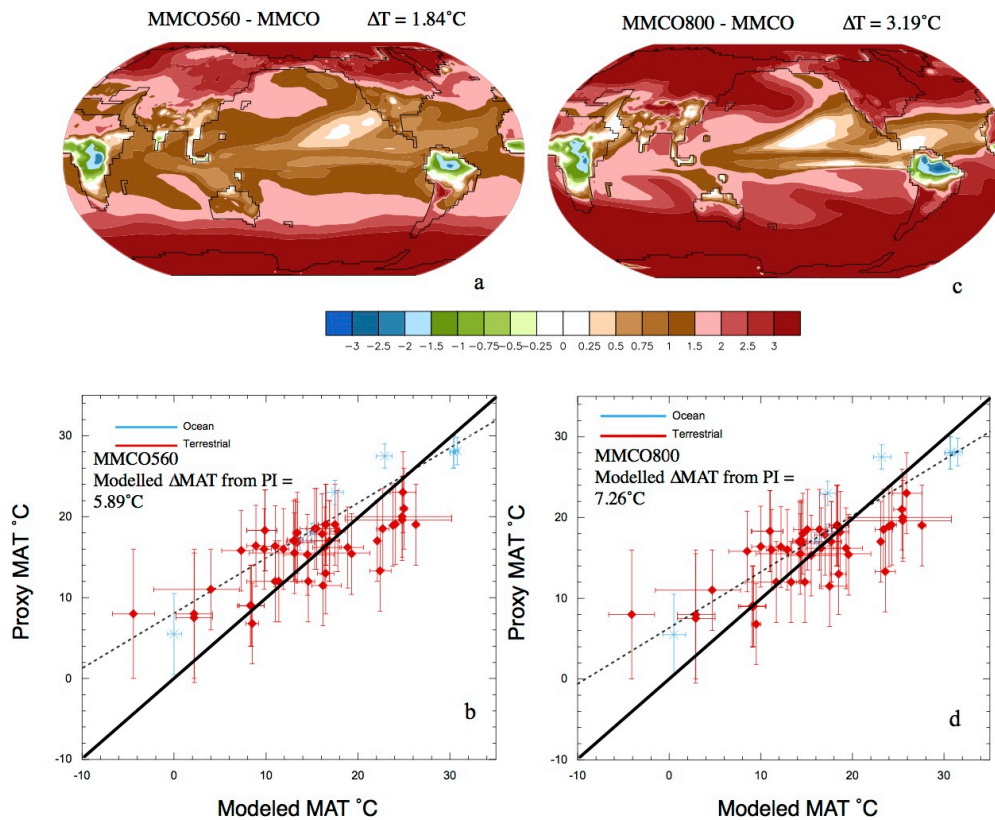 MMCO560 - MMCO ΔT = 1.84˚C
MMCO800 - MMCO ΔT = 3.19˚C
a
c
-3 -2.5 -2 -1.5 -1 -0.75 -0.5 -0.25 0 0.25 0.5 0.75 1 1.5 2 2.5 3
Proxy MAT ˚C
30
20
10
0
-10
Ocean
Terrestrial
MMCO560
Modelled ΔMAT from PI =
5.89˚C
b
-10 0 10 20 30
Modeled MAT ˚C
Proxy MAT ˚C
30
20
10
0
-10
Ocean
Terrestrial
MMCO800
Modelled ΔMAT from PI =
7.26˚C
d
-10 0 10 20 30
Modeled MAT ˚C